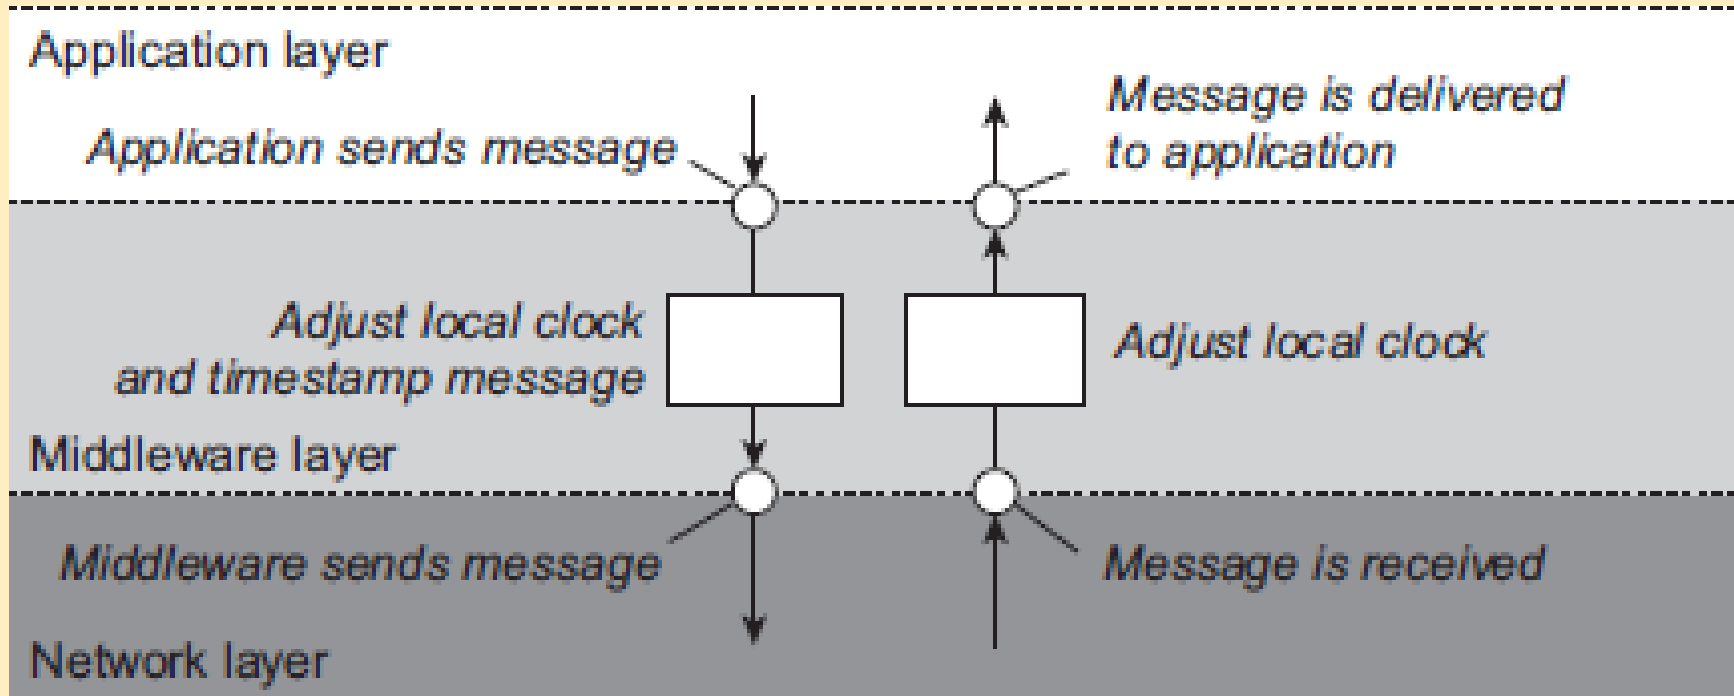 Application layer
Application sends message
Message is delivered
to application
Adjust local clock
and timestamp message
Adjust local clock
Middleware layer
Middleware sends message
Message is received
Network layer